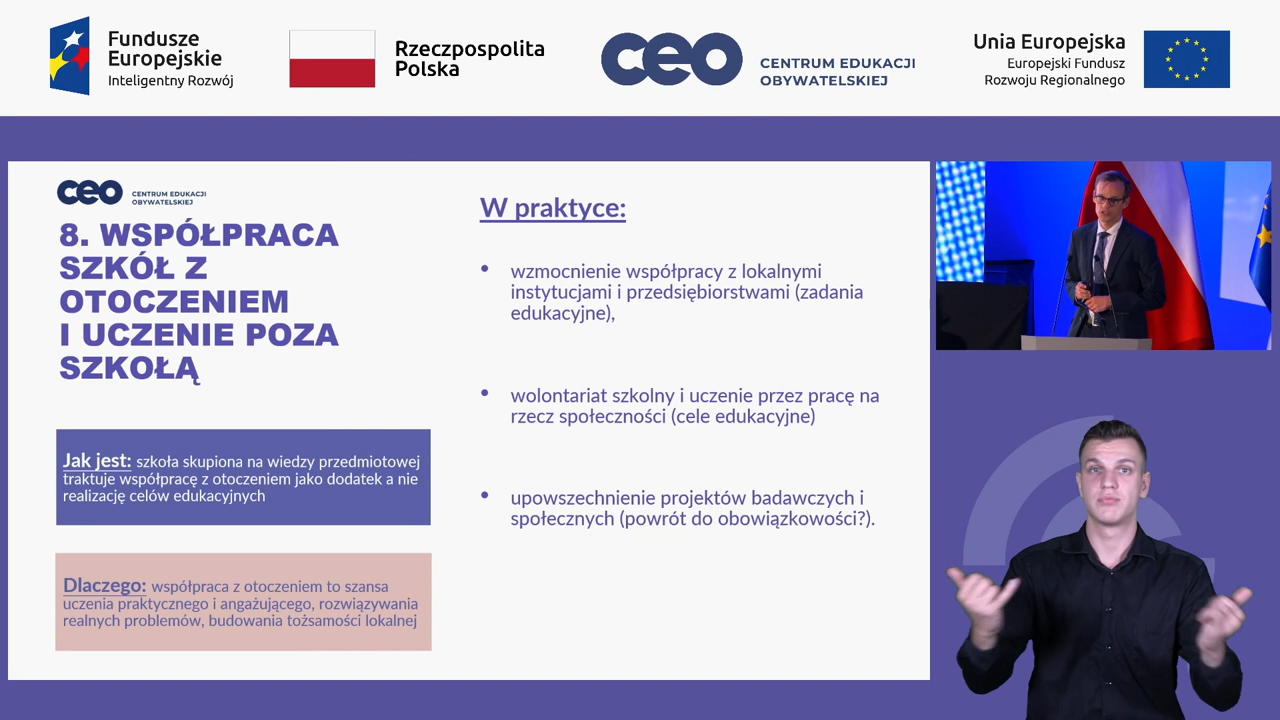 Fundusze
Europejskie
Inteligentny Rozwój
Rzeczpospolita
Polska
ceo
CENTRUM EDUKACJI
OBYWATELSKIEJ
Unia Europejska
Europejski Fundusz
Rozwoju Regionalnego
ceo
CENTRUM EDUKACJI
OBYWATELSKIEJ
8. WSPÓŁPRACA
SZKÓŁ Z
OTOCZENIEM
I UCZENIE POZA
SZKOŁĄ
Jak jest: szkoła skupiona na wiedzy przedmiotowej
traktuje współpracę z otoczeniem jako dodatek a nie
realizację celów edukacyjnych
Dlaczego: współpraca z otoczeniem to szansa
uczenia praktycznego i angażującego, rozwiązywania
realnych problemów, budowania tożsamości lokalnej
W praktyce:
• wzmocnienie współpracy z lokalnymi
instytucjami i przedsiębiorstwami (zadania
edukacyjne),
• wolontariat szkolny i uczenie przez pracę na
rzecz społeczności (cele edukacyjne)
• upowszechnienie projektów badawczych i
społecznych (powrót do obowiązkowości?).